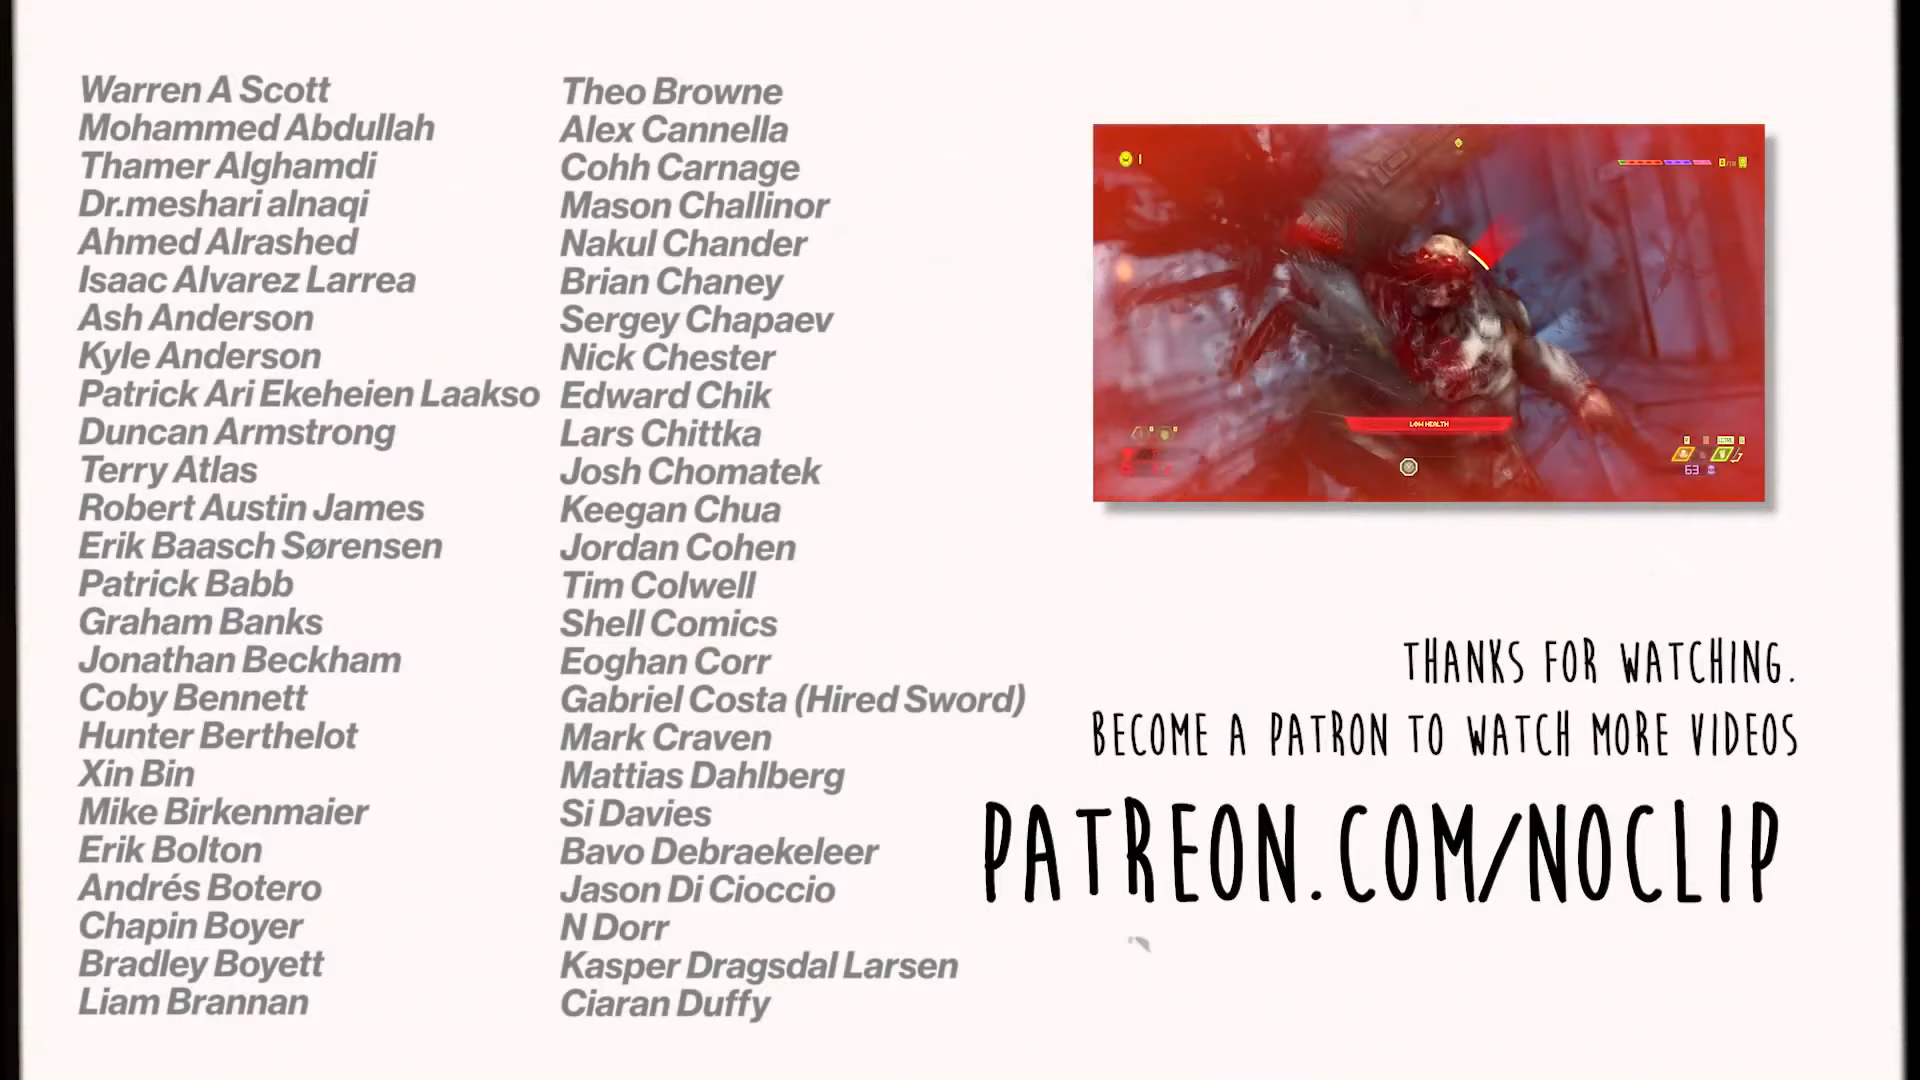 Warren A Scott
Mohammed Abdullah
Thamer Alghamdi
Dr.meshari alnaqi
Ahmed Alrashed
Isaac Alvarez Larrea
Ash Anderson
Kyle Anderson
Patrick Ari Ekeheien Laakso
Duncan Armstrong
Terry Atlas
Robert Austin James
Erik Baasch Sørensen
Patrick Babb
Graham Banks
Jonathan Beckham
Coby Bennett
Hunter Berthelot
Xin Bin
Mike Birkenmaier
Erik Bolton
Andrés Botero
Chapin Boyer
Bradley Boyett
Liam Brannan
Theo Browne
Alex Cannella
Cohh Carnage
Mason Challinor
Nakul Chander
Brian Chaney
Sergey Chapaev
Nick Chester
Edward Chik
Lars Chittka
Josh Chomatek
Keegan Chua
Jordan Cohen
Tim Colwell
Shell Comics
Eoghan Corr
Gabriel Costa (Hired Sword)
Mark Craven
Mattias Dahlberg
Si Davies
Bavo Debraekeleer
Jason Di Cioccio
N Dorr
Kasper Dragsdal Larsen
Ciaran Duffy
LOW HEALTH
63
THANKS FOR WATCHING.
BECOME A PATRON TO WATCH MORE VIDEOS
PATREON.COM/NOCLIP